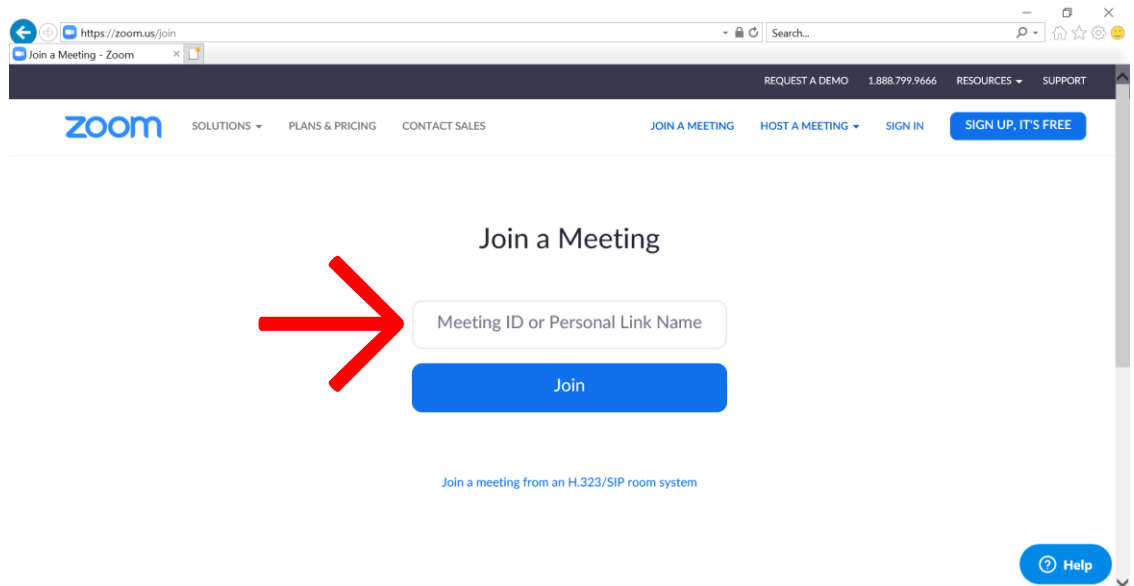 https://zoom.us/join
Search...
Join a Meeting - Zoom
REQUEST A DEMO 1.888.799.9666 RESOURCES SUPPORT
zoom SOLUTIONS PLANS & PRICING CONTACT SALES JOIN A MEETING HOST A MEETING SIGN IN SIGN UP, IT'S FREE
Join a Meeting
Meeting ID or Personal Link Name
Join
Join a meeting from an H.323/SIP room system
? Help